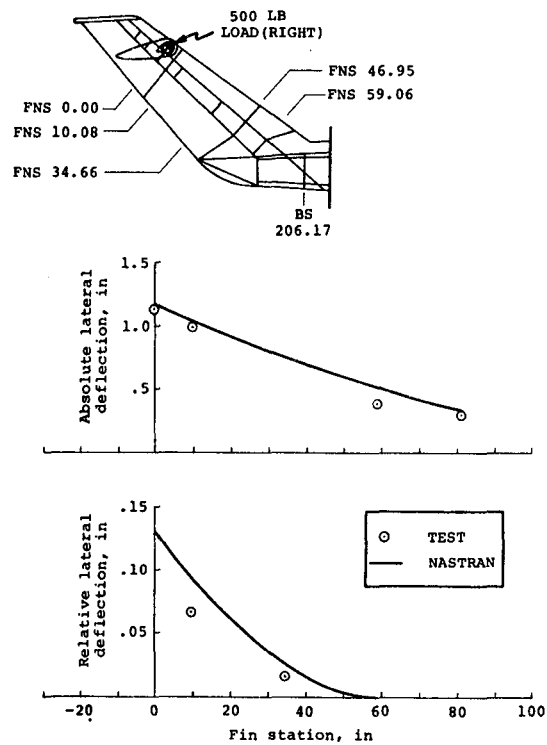 500 LB
LOAD(RIGHT)
FNS 46.95
FNS 59.06
FNS 0.00
FNS 10.08
FNS 34.66
BS
206.17
Absolute lateral
deflection, in
1.5
1.0
.5
Relative lateral
deflection, in
.15
.10
.05
TEST
NASTRAN
-20 0 20 40 60 80 100
Fin station, in